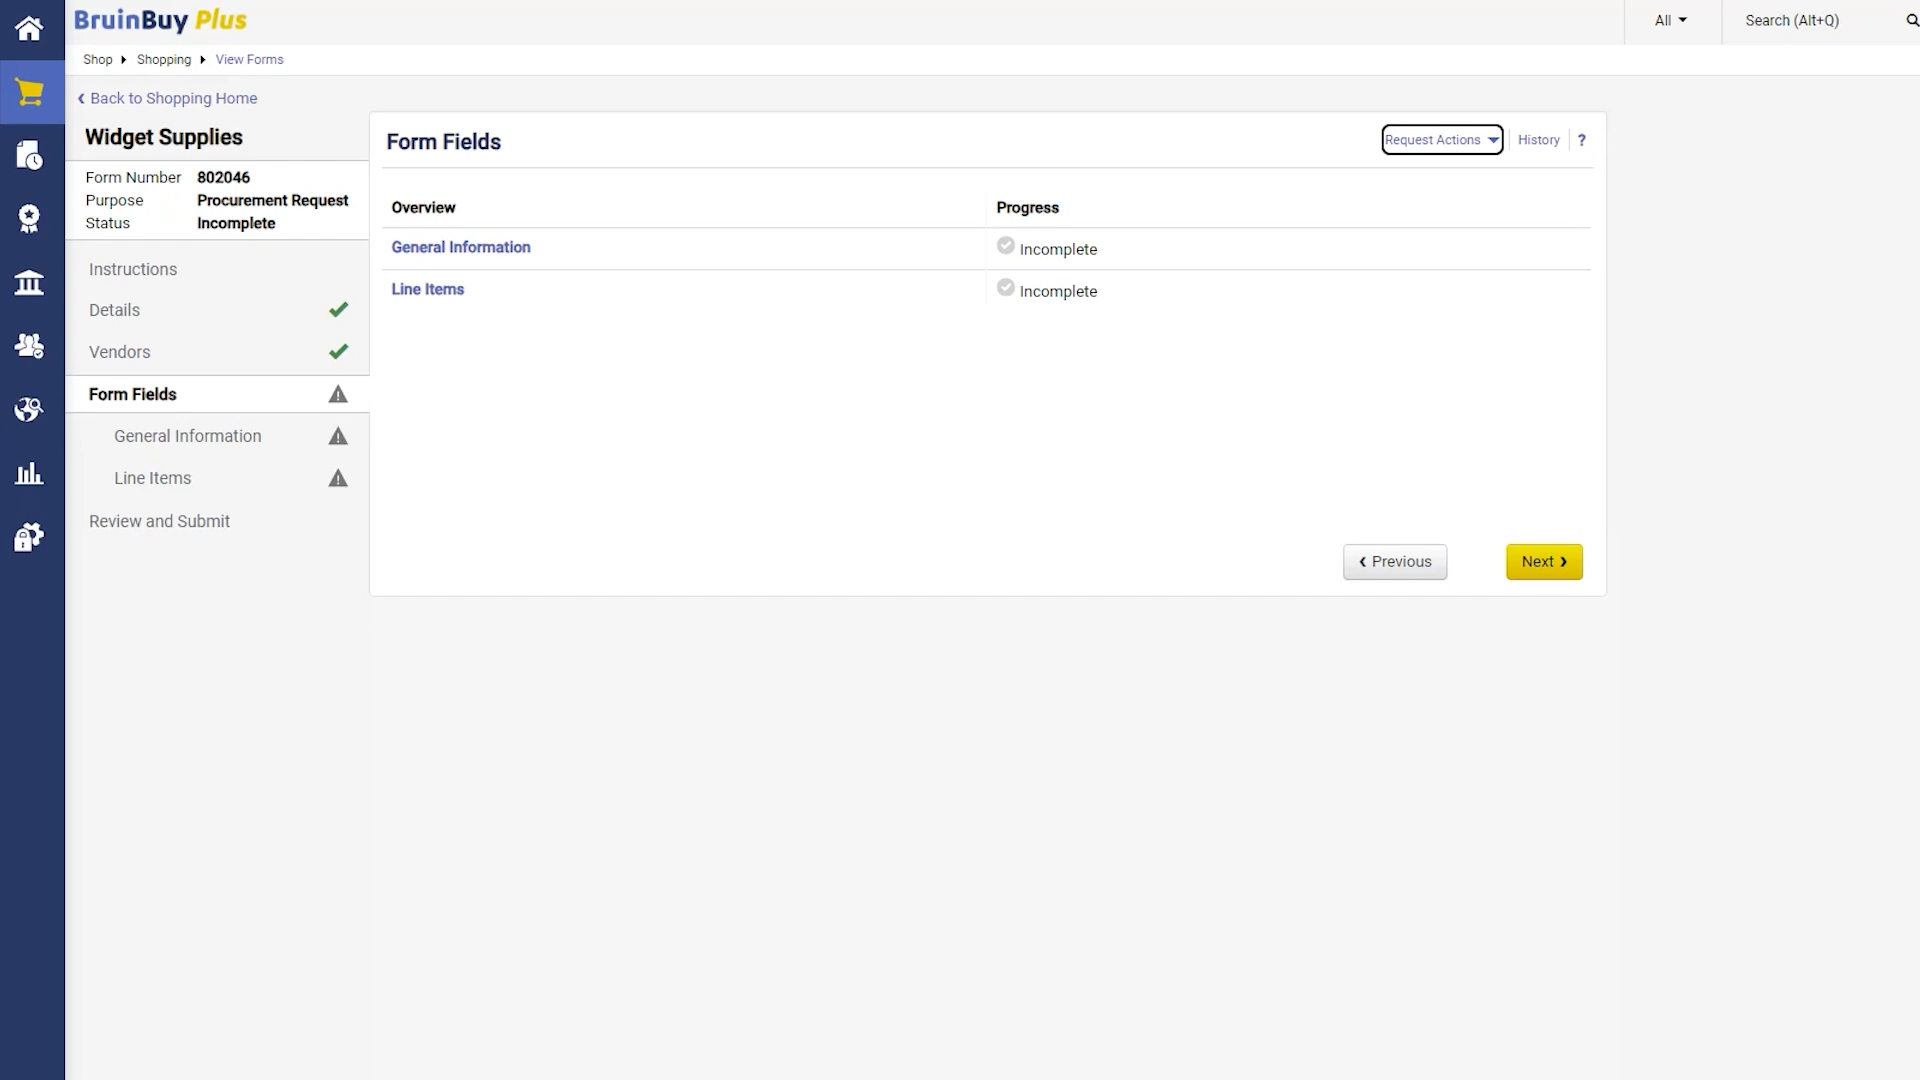 BruinBuy Plus
All
Search (Alt+Q)
Shop
Shopping
View Forms
Back to Shopping Home
Widget Supplies
Form Number 802046
Purpose Procurement Request
Status Incomplete
Instructions
Details
Vendors
Form Fields
General Information
Line Items
Review and Submit
Form Fields
Request Actions
History
?
Overview Progress
General Information Incomplete
Line Items Incomplete
Previous
Next